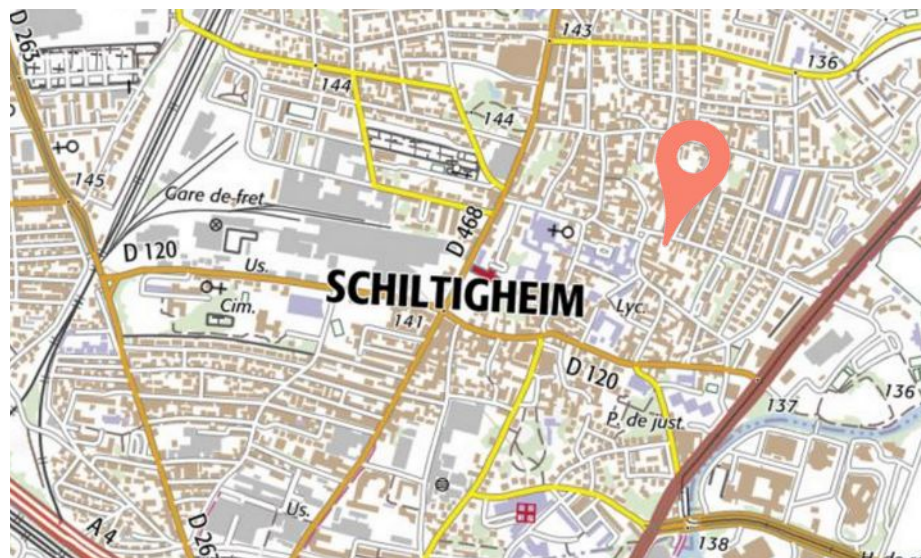 D 263
143
136
144
144
145
Gare de fret
D 468
D 120
Us.
SCHILTIGHEIM
Cim.
141
Lyc.
D 120
P. de just.
137
136
A 4
Us.
138